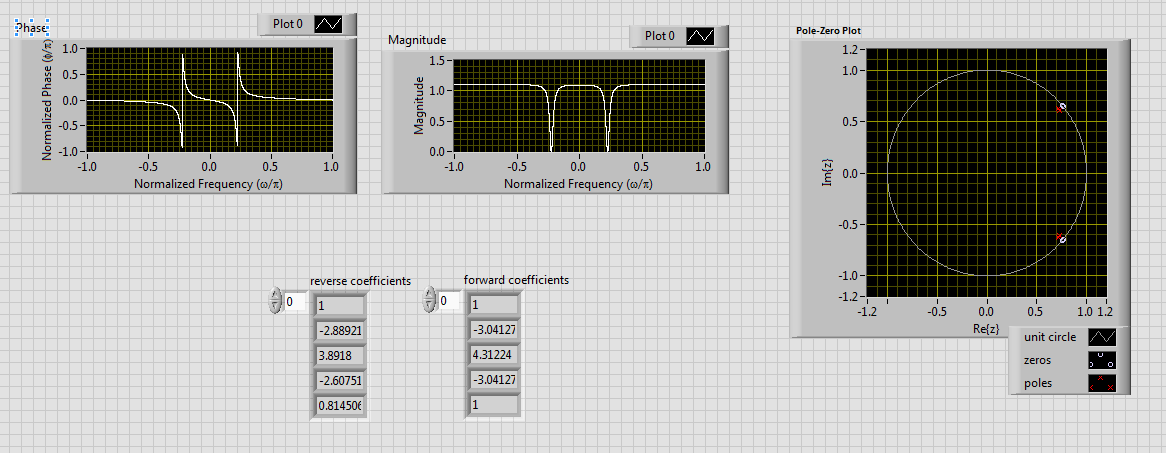 Phase
Plot 0
Normalized Phase (ϕ/π)
1.0
0.5
0.0
-0.5
-1.0
-1.0
-0.5
0.0
0.5
1.0
Normalized Frequency (ω/π)
Magnitude
Plot 0
Magnitude
1.5
1.0
0.5
0.0
-1.0
-0.5
0.0
0.5
1.0
Normalized Frequency (ω/π)
Pole-Zero Plot
Im{z}
1.2
1.0
0.5
0.0
-0.5
-1.0
-1.2
-1.2
-0.5
0.0
0.5
1.0
1.2
Re{z}
unit circle
zeros
poles
reverse coefficients
0
1
-2.88921
3.8918
-2.60751
0.814506
forward coefficients
0
1
-3.04127
4.31224
-3.04127
1